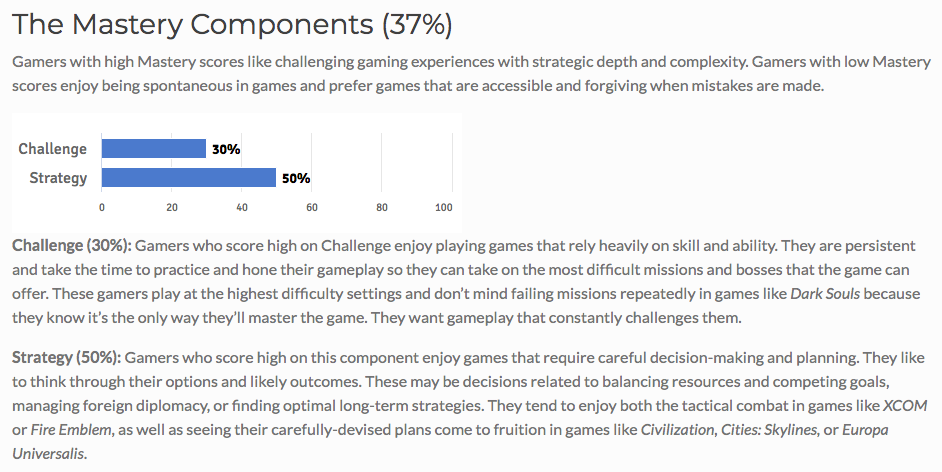 The Mastery Components (37%)
Gamers with high Mastery scores like challenging gaming experiences with strategic depth and complexity. Gamers with low Mastery
scores enjoy being spontaneous in games and prefer games that are accessible and forgiving when mistakes are made.
Challenge 30%
Strategy 50%
0 20 40 60 80 100
Challenge (30%): Gamers who score high on Challenge enjoy playing games that rely heavily on skill and ability. They are persistent
and take the time to practice and hone their gameplay so they can take on the most difficult missions and bosses that the game can
offer. These gamers play at the highest difficulty settings and don't mind failing missions repeatedly in games like Dark Souls because
they know it's the only way they'll master the game. They want gameplay that constantly challenges them.
Strategy (50%): Gamers who score high on this component enjoy games that require careful decision-making and planning. They like
to think through their options and likely outcomes. These may be decisions related to balancing resources and competing goals,
managing foreign diplomacy, or finding optimal long-term strategies. They tend to enjoy both the tactical combat in games like XCOM
or Fire Emblem, as well as seeing their carefully-devised plans come to fruition in games like Civilization, Cities: Skylines, or Europa
Universalis.